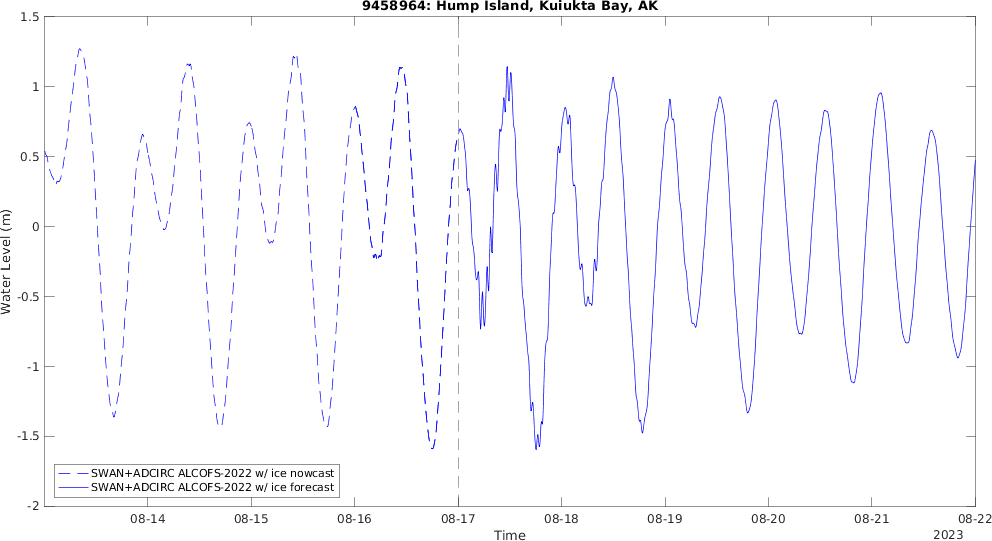 9458964: Hump Island, Kuiukta Bay, AK
1.5
1
0.5
0
-0.5
-1
-1.5
-2
Water Level (m)
SWAN+ADCIRC ALCOFS-2022 w/ ice nowcast
SWAN+ADCIRC ALCOFS-2022 w/ ice forecast
08-14 08-15 08-16 08-17 08-18 08-19 08-20 08-21 08-22
Time
2023